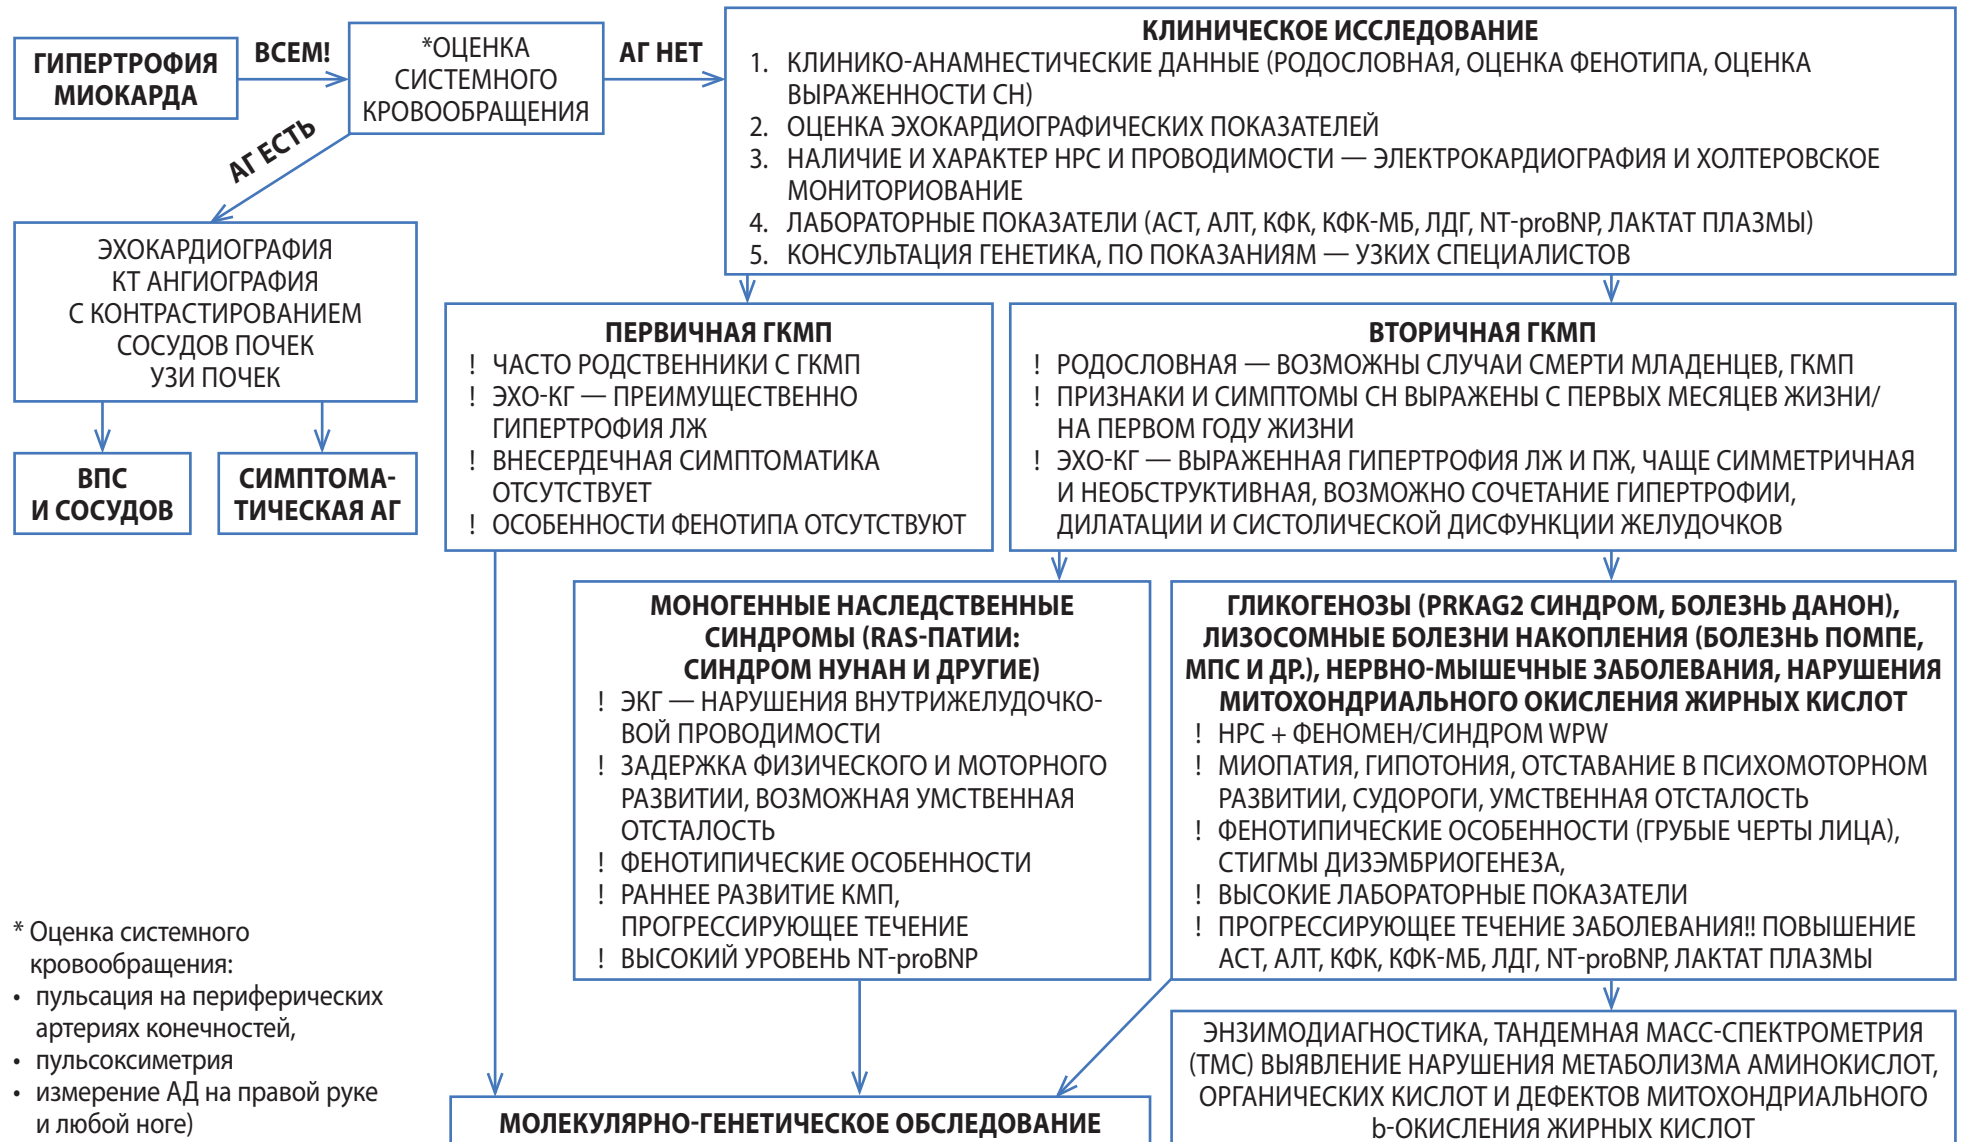 ГИПЕРТРОФИЯ
МИОКАРДА
ВСЕМ!
*ОЦЕНКА
СИСТЕМНОГО
КРОВООБРАЩЕНИЯ
АГ НЕТ
АГ ЕСТЬ
КЛИНИЧЕСКОЕ ИССЛЕДОВАНИЕ
1. КЛИНИКО-АНАМНЕСТИЧЕСКИЕ ДАННЫЕ (РОДОСЛОВНАЯ, ОЦЕНКА ФЕНОТИПА, ОЦЕНКА
ВЫРАЖЕННОСТИ СН)
2. ОЦЕНКА ЭХОКАРДИОГРАФИЧЕСКИХ ПОКАЗАТЕЛЕЙ
3. НАЛИЧИЕ И ХАРАКТЕР НРС И ПРОВОДИМОСТИ — ЭЛЕКТРОКАРДИОГРАФИЯ И ХОЛТЕРОВСКОЕ
МОНИТОРИОВАНИЕ
4. ЛАБОРАТОРНЫЕ ПОКАЗАТЕЛИ (АСТ, АЛТ, КФК, КФК-МБ, ЛДГ, NT-proBNP, ЛАКТАТ ПЛАЗМЫ)
5. КОНСУЛЬТАЦИЯ ГЕНЕТИКА, ПО ПОКАЗАНИЯМ — УЗКИХ СПЕЦИАЛИСТОВ
ЭХОКАРДИОГРАФИЯ
КТ АНГИОГРАФИЯ
С КОНТРАСТИРОВАНИЕМ
СОСУДОВ ПОЧЕК
УЗИ ПОЧЕК
ВПС
И СОСУДОВ
СИМПТОМА-
ТИЧЕСКАЯ АГ
ПЕРВИЧНАЯ ГКМП
! ЧАСТО РОДСТВЕННИКИ С ГКМП
! ЭХО-КГ — ПРЕИМУЩЕСТВЕННО
ГИПЕРТРОФИЯ ЛЖ
! ВНЕСЕРДЕЧНАЯ СИМПТОМАТИКА
ОТСУТСТВУЕТ
! ОСОБЕННОСТИ ФЕНОТИПА ОТСУТСТВУЮТ
ВТОРИЧНАЯ ГКМП
! РОДОСЛОВНАЯ — ВОЗМОЖНЫ СЛУЧАИ СМЕРТИ МЛАДЕНЦЕВ, ГКМП
! ПРИЗНАКИ И СИМПТОМЫ СН ВЫРАЖЕНЫ С ПЕРВЫХ МЕСЯЦЕВ ЖИЗНИ/
НА ПЕРВОМ ГОДУ ЖИЗНИ
! ЭХО-КГ — ВЫРАЖЕННАЯ ГИПЕРТРОФИЯ ЛЖ И ПЖ, ЧАЩЕ СИММЕТРИЧНАЯ
И НЕОБСТРУКТИВНАЯ, ВОЗМОЖНО СОЧЕТАНИЕ ГИПЕРТРОФИИ,
ДИЛАТАЦИИ И СИСТОЛИЧЕСКОЙ ДИСФУНКЦИИ ЖЕЛУДОЧКОВ
МОНОГЕННЫЕ НАСЛЕДСТВЕННЫЕ
СИНДРОМЫ (RAS-ПАТИИ:
СИНДРОМ НУНАН И ДРУГИЕ)
! ЭКГ — НАРУШЕНИЯ ВНУТРИЖЕЛУДОЧКО-
ВОЙ ПРОВОДИМОСТИ
! ЗАДЕРЖКА ФИЗИЧЕСКОГО И МОТОРНОГО
РАЗВИТИИ, ВОЗМОЖНАЯ УМСТВЕННАЯ
ОТСТАЛОСТЬ
! ФЕНОТИПИЧЕСКИЕ ОСОБЕННОСТИ
! РАННЕЕ РАЗВИТИЕ КМП,
ПРОГРЕССИРУЮЩЕЕ ТЕЧЕНИЕ
! ВЫСОКИЙ УРОВЕНЬ NT-proBNP
ГЛИКОГЕНОЗЫ (PRKAG2 СИНДРОМ, БОЛЕЗНЬ ДАНОН),
ЛИЗОСОМНЫЕ БОЛЕЗНИ НАКОПЛЕНИЯ (БОЛЕЗНЬ ПОМПЕ,
МПС И ДР.), НЕРВНО-МЫШЕЧНЫЕ ЗАБОЛЕВАНИЯ, НАРУШЕНИЯ
МИТОХОНДРИАЛЬНОГО ОКИСЛЕНИЯ ЖИРНЫХ КИСЛОТ
! НРС + ФЕНОМЕН/СИНДРОМ WPW
! МИОПАТИЯ, ГИПОТОНИЯ, ОТСТАВАНИЕ В ПСИХОМОТОРНОМ
РАЗВИТИИ, СУДОРОГИ, УМСТВЕННАЯ ОТСТАЛОСТЬ
! ФЕНОТИПИЧЕСКИЕ ОСОБЕННОСТИ (ГРУБЫЕ ЧЕРТЫ ЛИЦА),
СТИГМЫ ДИЗЭМБРИОГЕНЕЗА,
! ВЫСОКИЕ ЛАБОРАТОРНЫЕ ПОКАЗАТЕЛИ
! ПРОГРЕССИРУЮЩЕЕ ТЕЧЕНИЕ ЗАБОЛЕВАНИЯ!! ПОВЫШЕНИЕ
АСТ, АЛТ, КФК, КФК-МБ, ЛДГ, NT-proBNP, ЛАКТАТ ПЛАЗМЫ
* Оценка системного
кровообращения:
• пульсация на периферических
артериях конечностей,
• пульсоксиметрия
• измерение АД на правой руке
и любой ноге)
МОЛЕКУЛЯРНО-ГЕНЕТИЧЕСКОЕ ОБСЛЕДОВАНИЕ
ЭНЗИМОДИАГНОСТИКА, ТАНДЕМНАЯ МАСС-СПЕКТРОМЕТРИЯ
(ТМС) ВЫЯВЛЕНИЕ НАРУШЕНИЯ МЕТАБОЛИЗМА АМИНОКИСЛОТ,
ОРГАНИЧЕСКИХ КИСЛОТ И ДЕФЕКТОВ МИТОХОНДРИАЛЬНОГО
b-ОКИСЛЕНИЯ ЖИРНЫХ КИСЛОТ